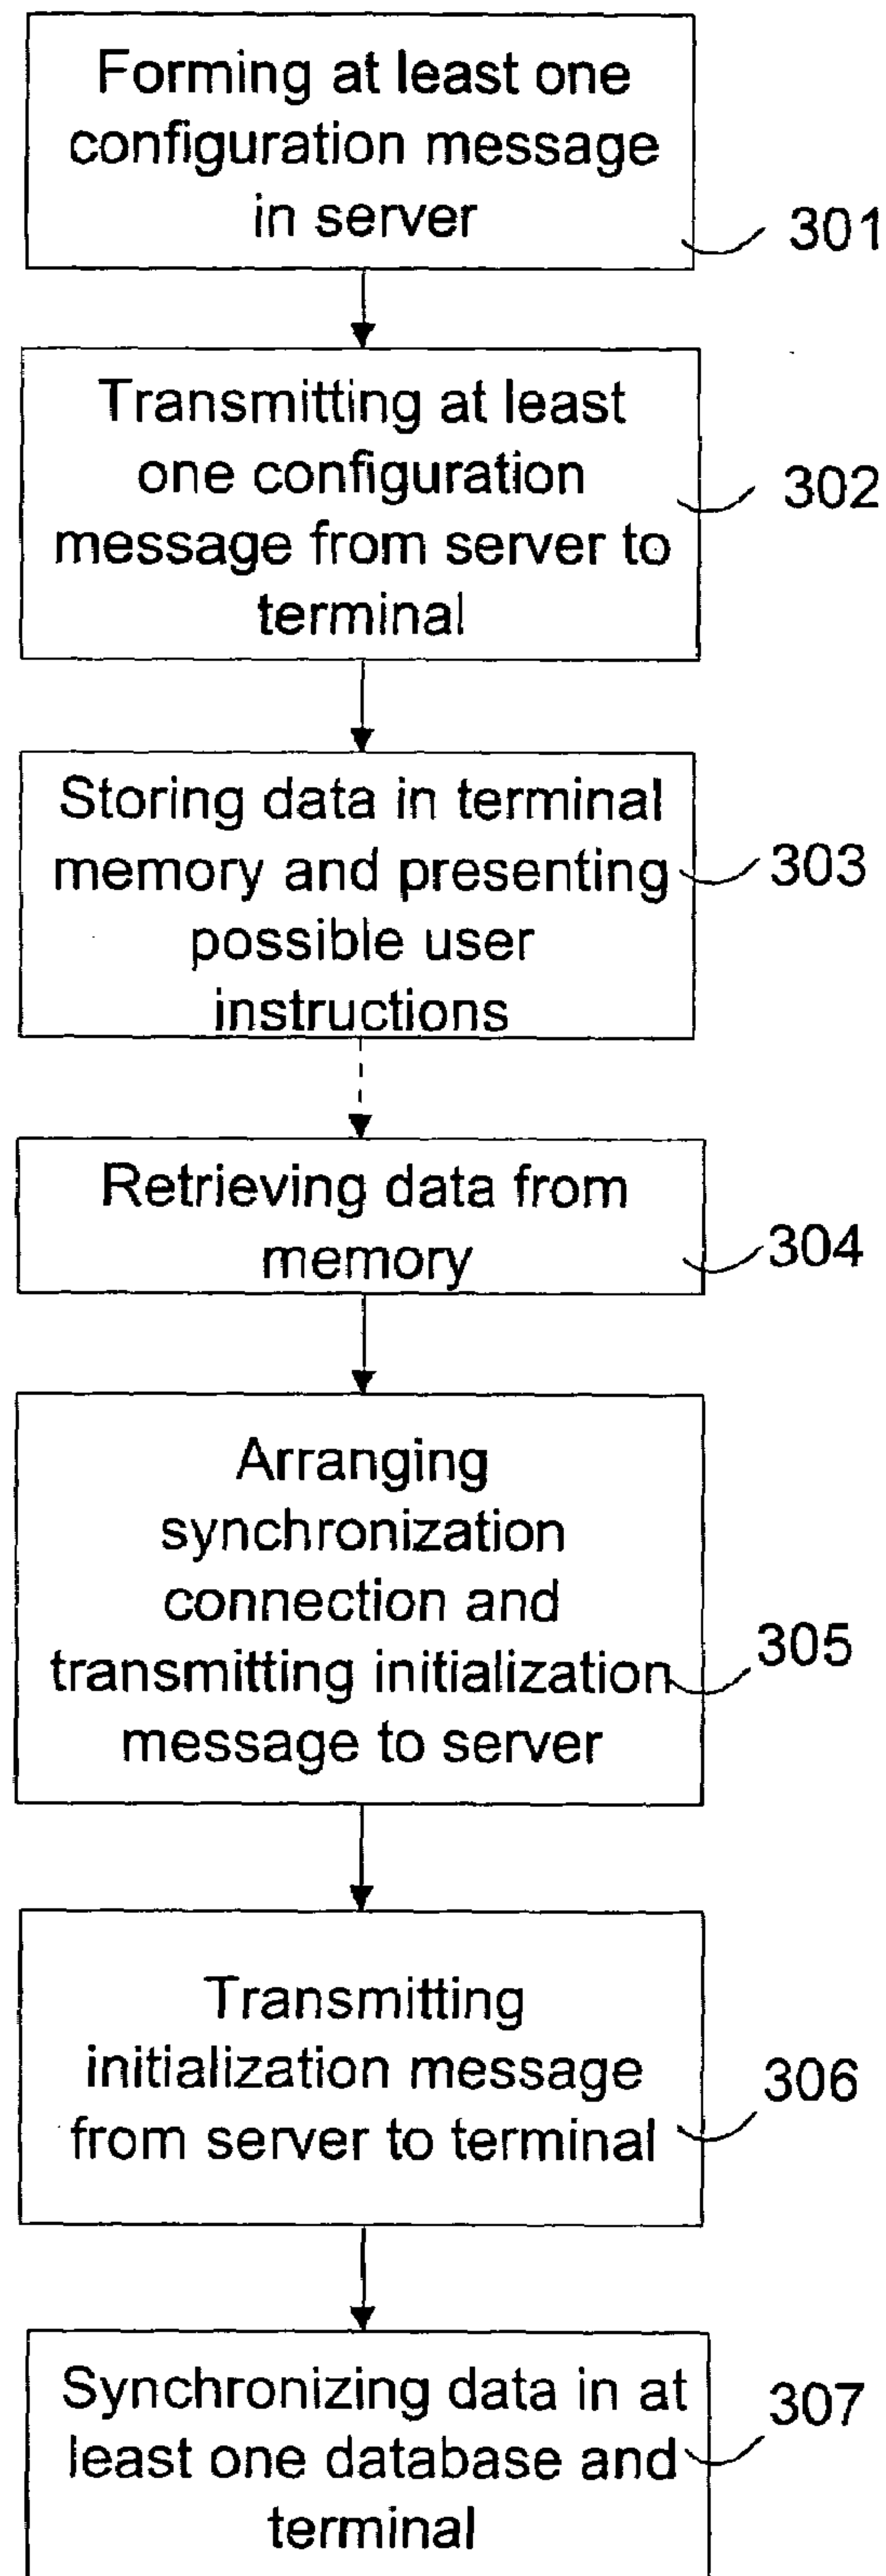 Forming at least one
configuration message
in server
301
Transmitting at least
one configuration
message from server to
terminal
302
Storing data in terminal
memory and presenting
possible user
instructions
303
Retrieving data from
memory
304
Arranging
synchronization
connection and
transmitting initialization
message to server
305
Transmitting
initialization message
from server to terminal
306
Synchronizing data in at
least one database and
terminal
307